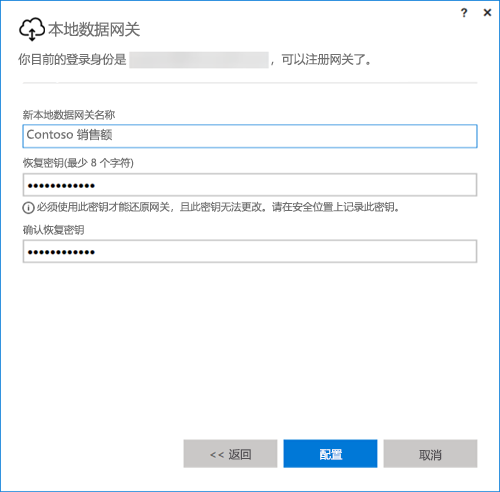 ? ×
本地数据网关
你目前的登录身份是 ，可以注册网关了。
新本地数据网关名称
Contoso 销售额
恢复密钥(最少 8 个字符)
●●●●●●●●●●●●
必须使用此密钥才能还原网关，且此密钥无法更改。请在安全位置上记录此密钥。
确认恢复密钥
●●●●●●●●●●●●
<< 返回 配置 取消